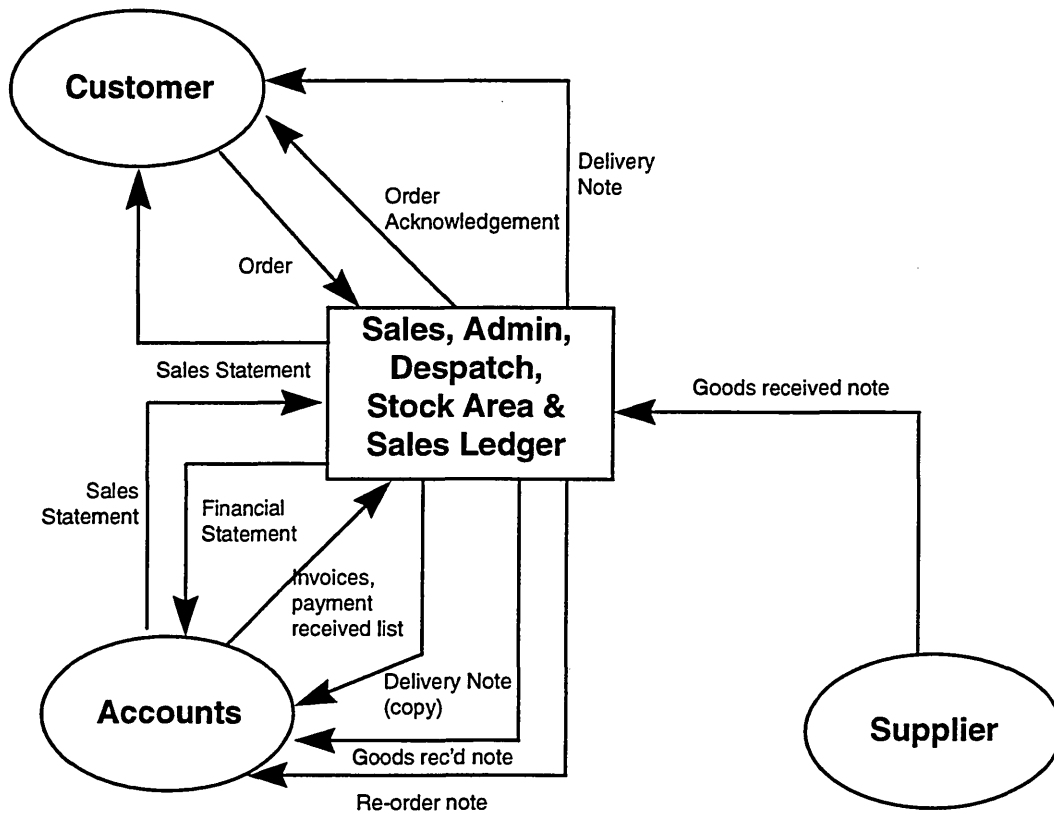 Customer
Delivery
Note
Order
Acknowledgement
Order
Sales, Admin,
Despatch,
Stock Area &
Sales Ledger
Sales Statement
Goods received note
Sales
Statement
Financial
Statement
Invoices,
payment
received list
Delivery Note
(copy)
Accounts
Supplier
Goods rec'd note
Re-order note